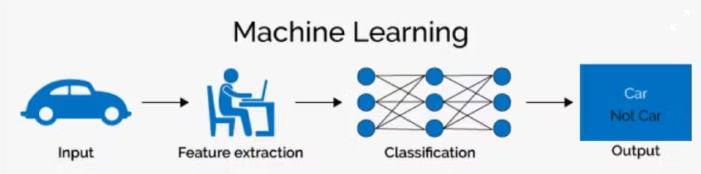 Machine Learning
Car
Not Car
Input
Feature extraction
Classification
Output